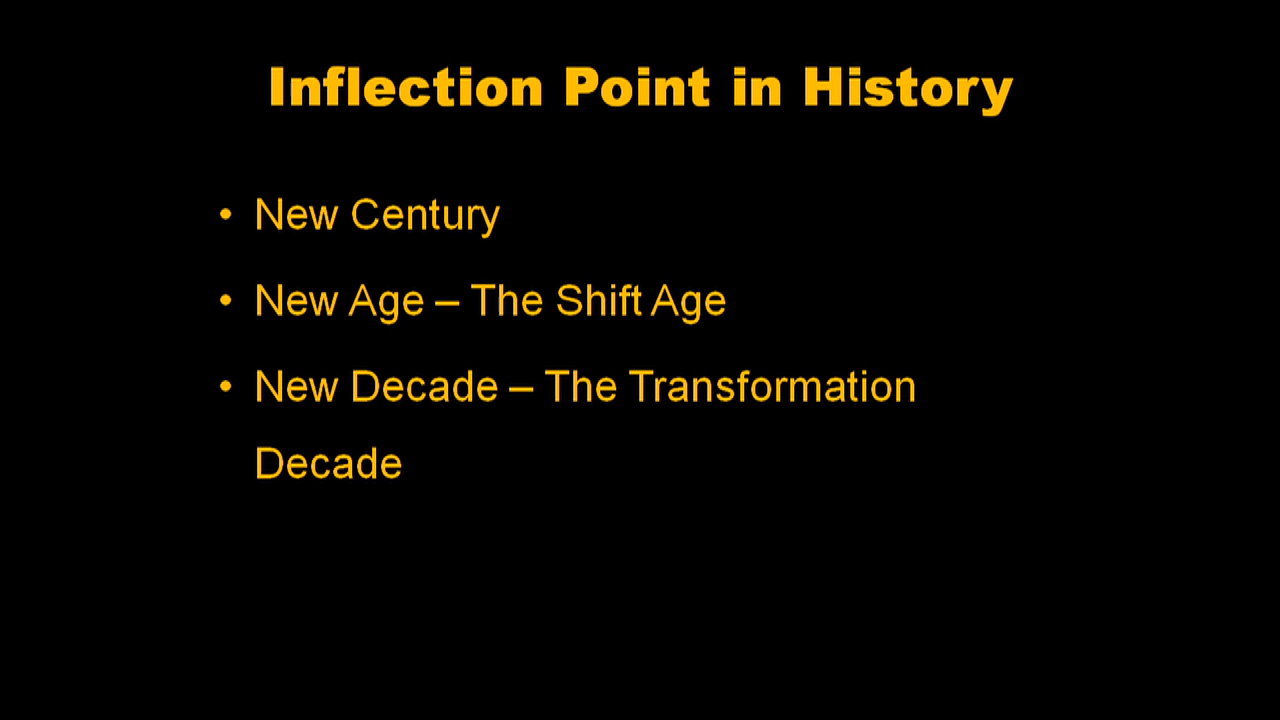 Inflection Point in History
• New Century
• New Age – The Shift Age
• New Decade – The Transformation
Decade